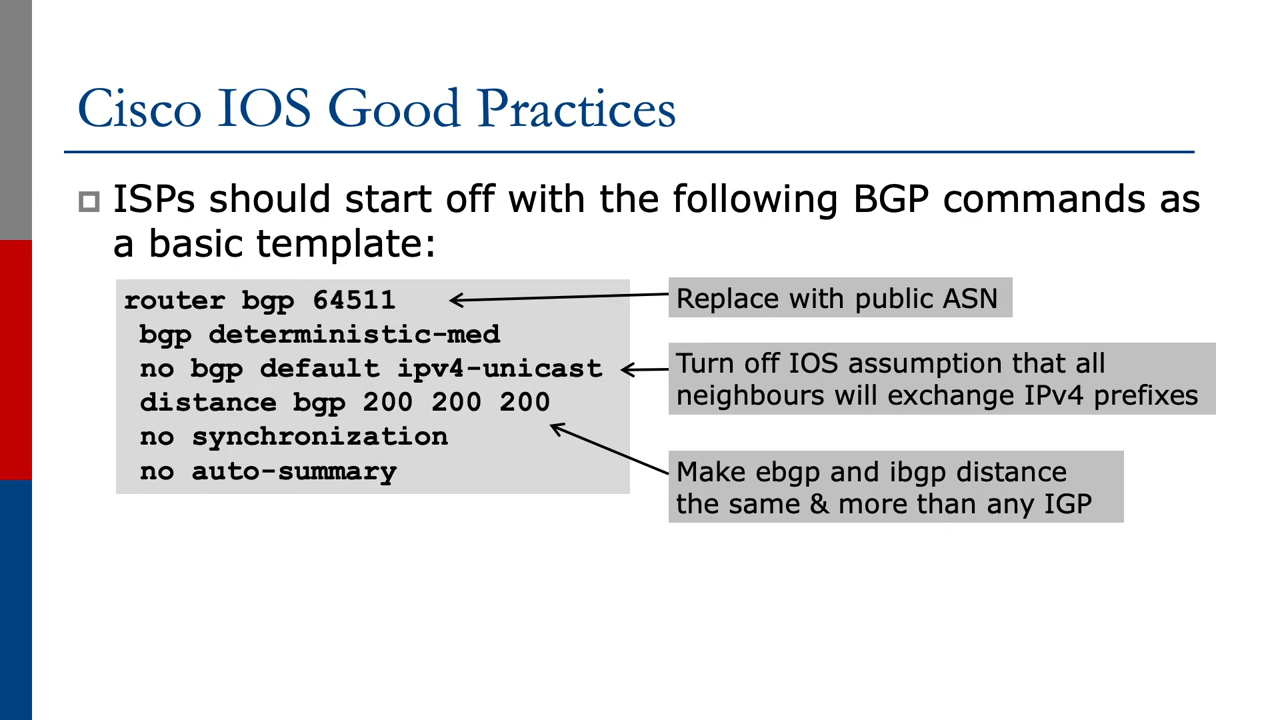 Cisco IOS Good Practices
ISPs should start off with the following BGP commands as
a basic template:
router bgp 64511
bgp deterministic-med
no bgp default ipv4-unicast
distance bgp 200 200 200
no synchronization
no auto-summary
Replace with public ASN
Turn off IOS assumption that all
neighbours will exchange IPv4 prefixes
Make ebgp and ibgp distance
the same & more than any IGP